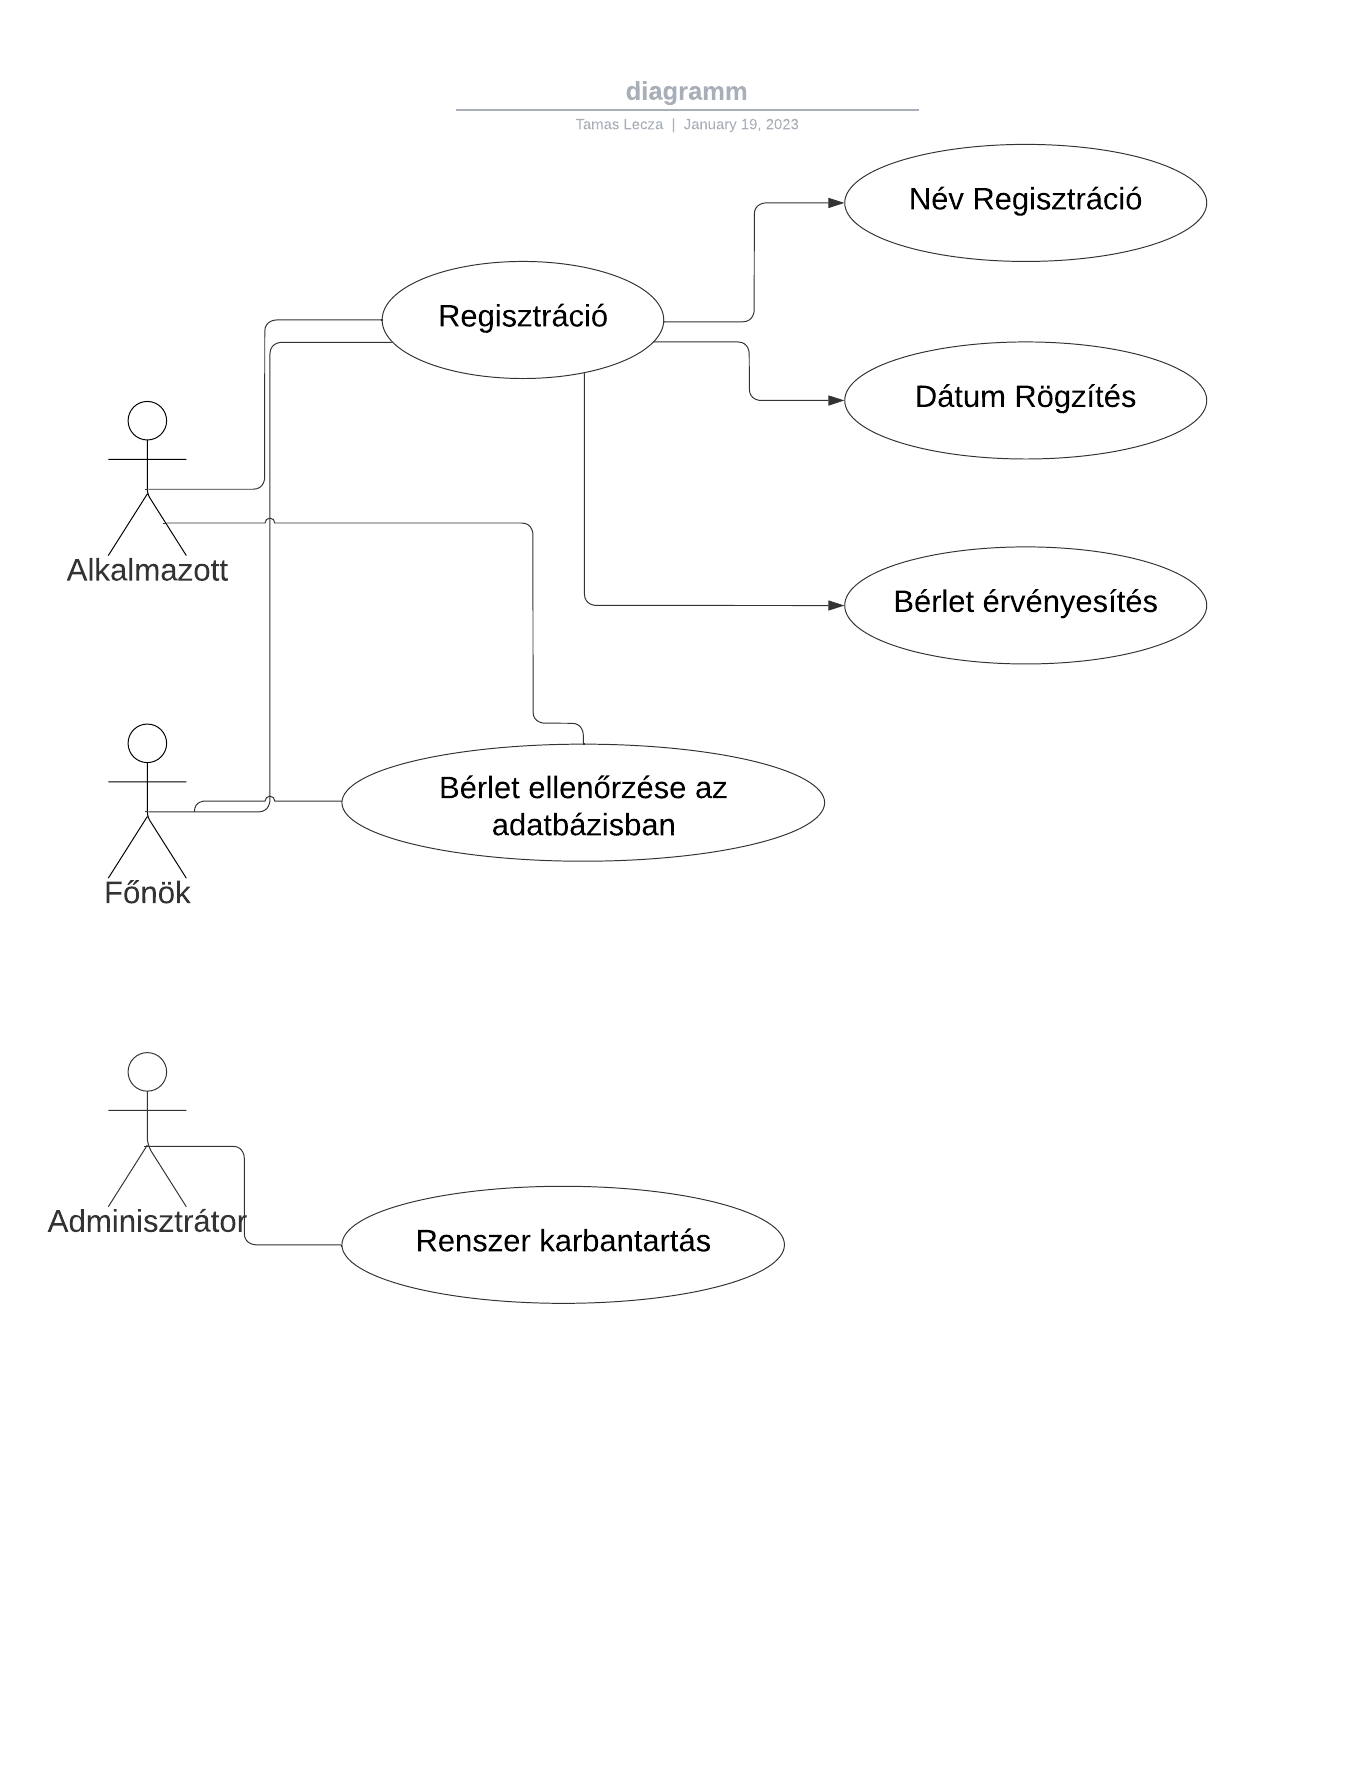 diagramm
Tamas Lecza | January 19, 2023
Név Regisztráció
Regisztráció
Dátum Rögzítés
Alkalmazott
Bérlet érvényesítés
Bérlet ellenőrzése az
adatbázisban
Főnök
Adminisztrátor
Renszer karbantartás